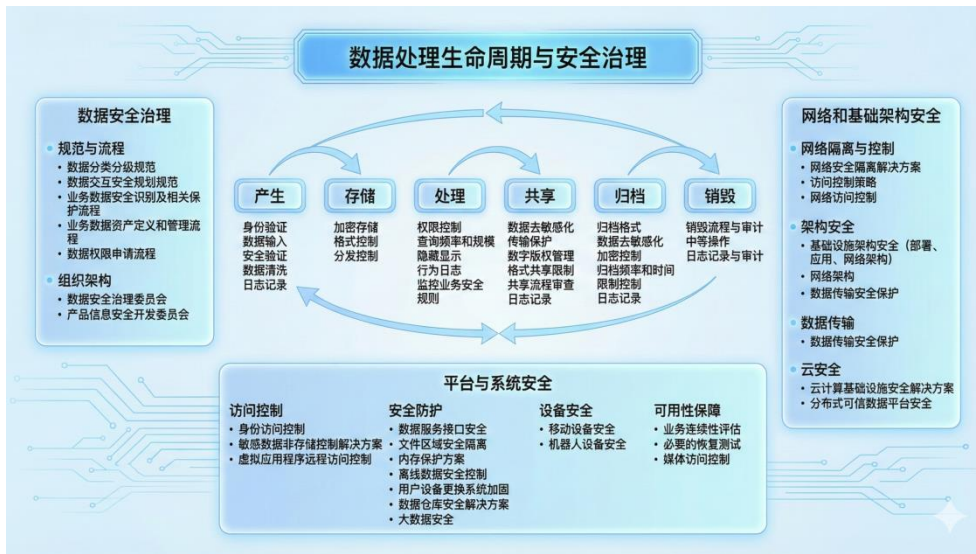 数据处理生命周期与安全治理
数据安全治理
规范与流程
• 数据分类分级规范
• 数据交互安全规划规范
• 业务数据安全识别及相关保
护流程
• 业务数据资产定义和管理流
程
• 数据权限申请流程
组织架构
• 数据安全治理委员会
• 产品信息安全开发委员会
产生
身份验证
数据输入
安全验证
数据清洗
日志记录
存储
加密存储
格式控制
分发控制
处理
权限控制
查询频率和规模
隐藏显示
行为日志
监控业务安全
规则
共享
数据去敏感化
传输保护
数字版权管理
格式共享限制
共享流程审查
日志记录
归档
归档格式
数据去敏感化
加密控制
归档频率和时间
限制控制
日志记录
销毁
销毁流程与审计
中等操作
日志记录与审计
网络和基础架构安全
网络隔离与控制
• 网络安全隔离解决方案
• 访问控制策略
• 网络访问控制
架构安全
• 基础设施架构安全（部署、
应用、网络架构）
• 网络架构
• 数据传输安全保护
数据传输
• 数据传输安全保护
云安全
• 云计算基础设施安全解决方案
• 分布式可信数据平台安全
平台与系统安全
访问控制
• 身份访问控制
• 敏感数据非存储控制解决方案
• 虚拟应用程序远程访问控制
安全防护
• 数据服务接口安全
• 文件区域安全隔离
• 内存保护方案
• 离线数据安全控制
• 用户设备更换系统加固
• 数据仓库安全解决方案
• 大数据安全
设备安全
• 移动设备安全
• 机器人设备安全
可用性保障
• 业务连续性评估
• 必要的恢复测试
• 媒体访问控制